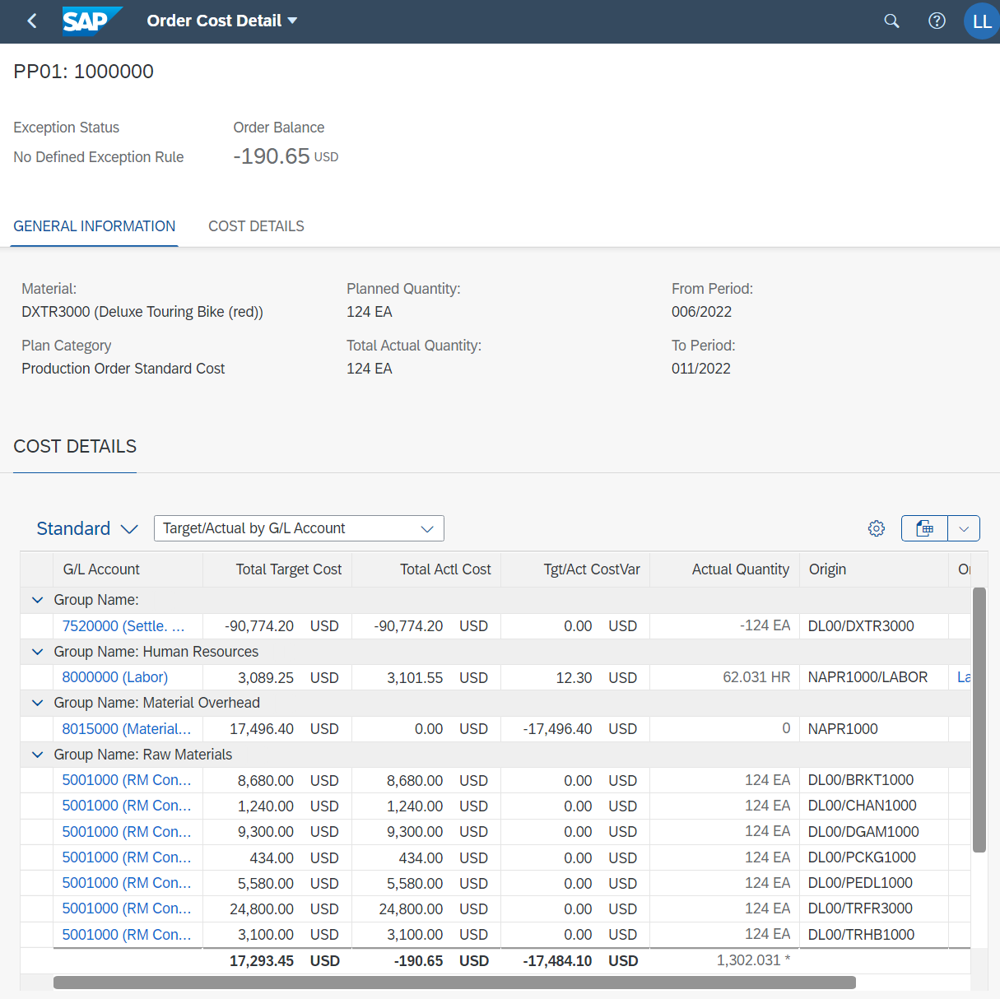 SAP Order Cost Detail LL
PP01: 1000000
Exception Status Order Balance
No Defined Exception Rule -190.65 USD
GENERAL INFORMATION COST DETAILS
Material: Planned Quantity: From Period:
DXTR3000 (Deluxe Touring Bike (red)) 124 EA 006/2022
Plan Category Total Actual Quantity: To Period:
Production Order Standard Cost 124 EA 011/2022
COST DETAILS
Standard Target/Actual by G/L Account
G/L Account Total Target Cost Total Actl Cost Tgt/Act CostVar Actual Quantity Origin
Group Name:
7520000 (Settle. ... -90,774.20 USD -90,774.20 USD 0.00 USD -124 EA DL00/DXTR3000
Group Name: Human Resources
8000000 (Labor) 3,089.25 USD 3,101.55 USD 12.30 USD 62.031 HR NAPR1000/LABOR La
Group Name: Material Overhead
8015000 (Material... 17,496.40 USD 0.00 USD -17,496.40 USD 0 NAPR1000
Group Name: Raw Materials
5001000 (RM Con... 8,680.00 USD 8,680.00 USD 0.00 USD 124 EA DL00/BRKT1000
5001000 (RM Con... 1,240.00 USD 1,240.00 USD 0.00 USD 124 EA DL00/CHAN1000
5001000 (RM Con... 9,300.00 USD 9,300.00 USD 0.00 USD 124 EA DL00/DGAM1000
5001000 (RM Con... 434.00 USD 434.00 USD 0.00 USD 124 EA DL00/PCKG1000
5001000 (RM Con... 5,580.00 USD 5,580.00 USD 0.00 USD 124 EA DL00/PEDL1000
5001000 (RM Con... 24,800.00 USD 24,800.00 USD 0.00 USD 124 EA DL00/TRFR3000
5001000 (RM Con... 3,100.00 USD 3,100.00 USD 0.00 USD 124 EA DL00/TRHB1000
17,293.45 USD -190.65 USD -17,484.10 USD 1,302.031 *